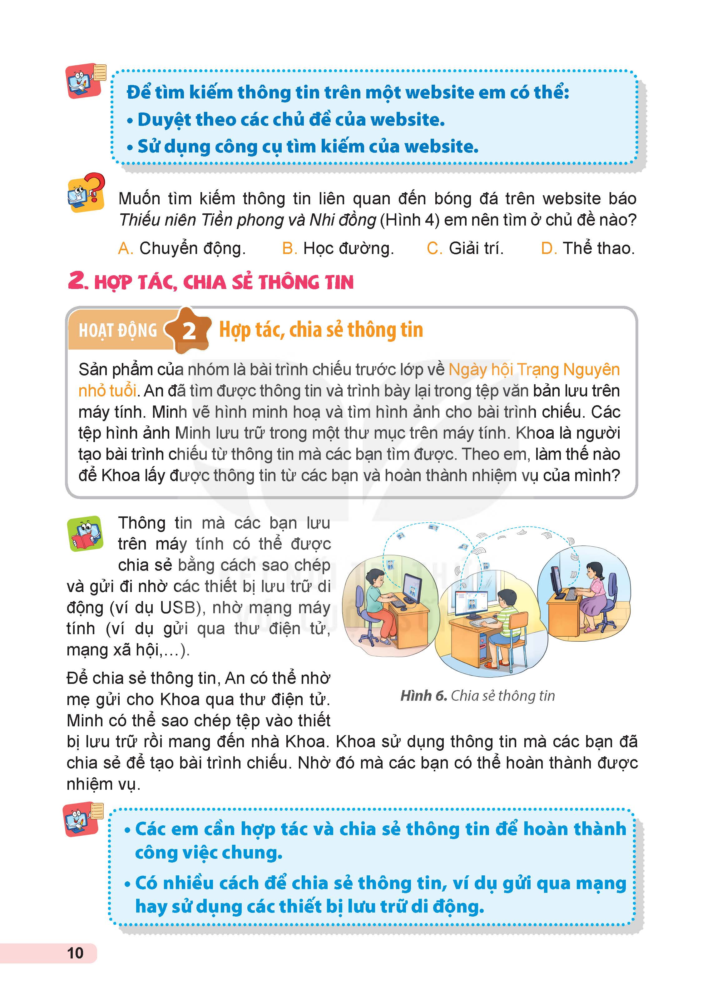 Để tìm kiếm thông tin trên một website em có thể:
• Duyệt theo các chủ đề của website.
• Sử dụng công cụ tìm kiếm của website.
Muốn tìm kiếm thông tin liên quan đến bóng đá trên website báo
Thiếu niên Tiền phong và Nhi đồng (Hình 4) em nên tìm ở chủ đề nào?
A. Chuyển động. B. Học đường. C. Giải trí. D. Thể thao.
2. HỢP TÁC, CHIA SẺ THÔNG TIN
HOẠT ĐỘNG 2 Hợp tác, chia sẻ thông tin
Sản phẩm của nhóm là bài trình chiếu trước lớp về Ngày hội Trạng Nguyên
nhỏ tuổi. An đã tìm được thông tin và trình bày lại trong tệp văn bản lưu trên
máy tính. Minh vẽ hình minh hoạ và tìm hình ảnh cho bài trình chiếu. Các
tệp hình ảnh Minh lưu trữ trong một thư mục trên máy tính. Khoa là người
tạo bài trình chiếu từ thông tin mà các bạn tìm được. Theo em, làm thế nào
để Khoa lấy được thông tin từ các bạn và hoàn thành nhiệm vụ của mình?
Thông tin mà các bạn lưu
trên máy tính có thể được
chia sẻ bằng cách sao chép
và gửi đi nhờ các thiết bị lưu trữ di
động (ví dụ USB), nhờ mạng máy
tính (ví dụ gửi qua thư điện tử,
mạng xã hội,...).
Để chia sẻ thông tin, An có thể nhờ
mẹ gửi cho Khoa qua thư điện tử.
Minh có thể sao chép tệp vào thiết
bị lưu trữ rồi mang đến nhà Khoa. Khoa sử dụng thông tin mà các bạn đã
chia sẻ để tạo bài trình chiếu. Nhờ đó mà các bạn có thể hoàn thành được
nhiệm vụ.
KẾT NỐI TRI THỨC
VỚI CUỘC SỐNG
Hình 6. Chia sẻ thông tin
• Các em cần hợp tác và chia sẻ thông tin để hoàn thành
công việc chung.
• Có nhiều cách để chia sẻ thông tin, ví dụ gửi qua mạng
hay sử dụng các thiết bị lưu trữ di động.
10